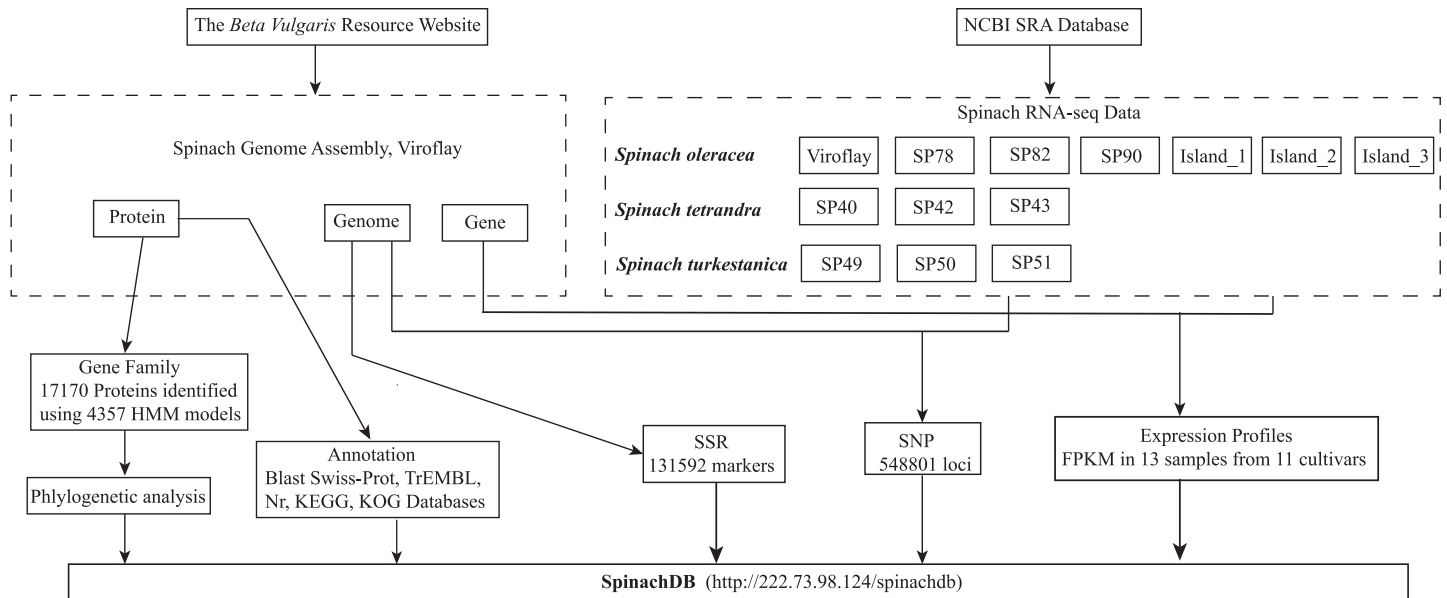 The Beta Vulgaris Resource Website
NCBI SRA Database
Spinach Genome Assembly, Viroflay
Protein
Genome
Gene
Spinach RNA-seq Data
Spinach oleracea
Viroflay
SP78
SP82
SP90
Island_1
Island_2
Island_3
Spinach tetrandra
SP40
SP42
SP43
Spinach turkestanica
SP49
SP50
SP51
Gene Family
17170 Proteins identified
using 4357 HMM models
Phlylogenetic analysis
Annotation
Blast Swiss-Prot, TrEMBL,
Nr, KEGG, KOG Databases
SSR
131592 markers
SNP
548801 loci
Expression Profiles
FPKM in 13 samples from 11 cultivars
SpinachDB (http://222.73.98.124/spinachdb)